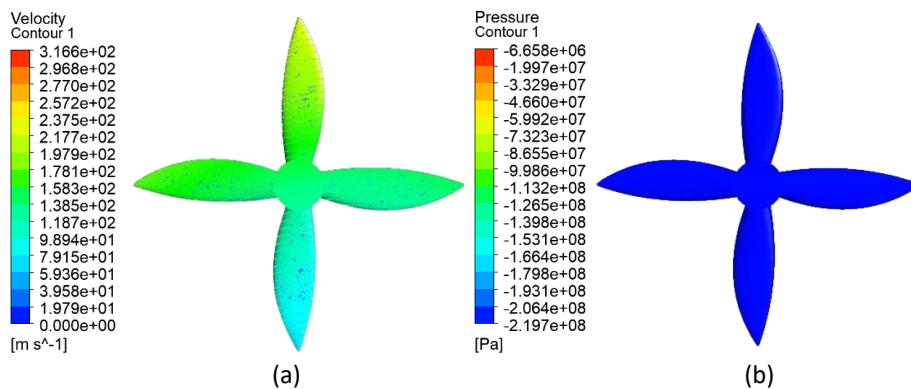 Velocity
Contour 1
3.166e+02
2.968e+02
2.770e+02
2.572e+02
2.375e+02
2.177e+02
1.979e+02
1.781e+02
1.583e+02
1.385e+02
1.187e+02
9.894e+01
7.915e+01
5.936e+01
3.958e+01
1.979e+01
0.000e+00
[m s^-1]
(a)
Pressure
Contour 1
-6.658e+06
-1.997e+07
-3.329e+07
-4.660e+07
-5.992e+07
-7.323e+07
-8.655e+07
-9.986e+07
-1.132e+08
-1.265e+08
-1.398e+08
-1.531e+08
-1.664e+08
-1.798e+08
-1.931e+08
-2.064e+08
-2.197e+08
[Pa]
(b)